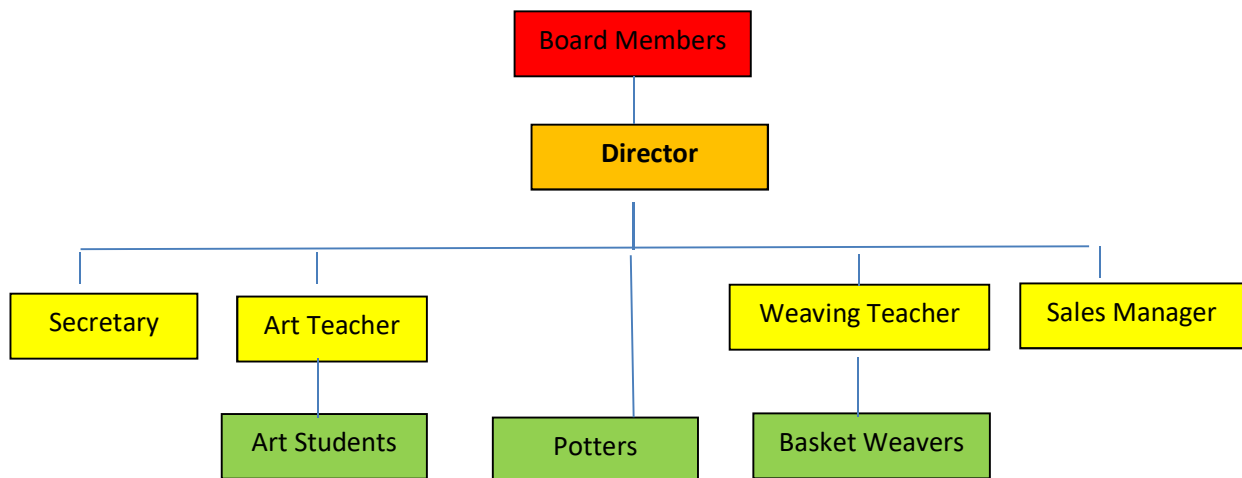 Board Members
Director
Secretary
Art Teacher
Weaving Teacher
Sales Manager
Art Students
Potters
Basket Weavers